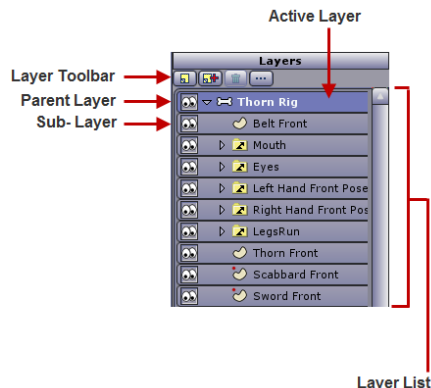 Active Layer
Layers
Layer Toolbar
Parent Layer
Thorn Rig
Sub- Layer
Belt Front
Mouth
Eyes
Left Hand Front Pose
Right Hand Front Pos
LegsRun
Thorn Front
Scabbard Front
Sword Front
Layer List